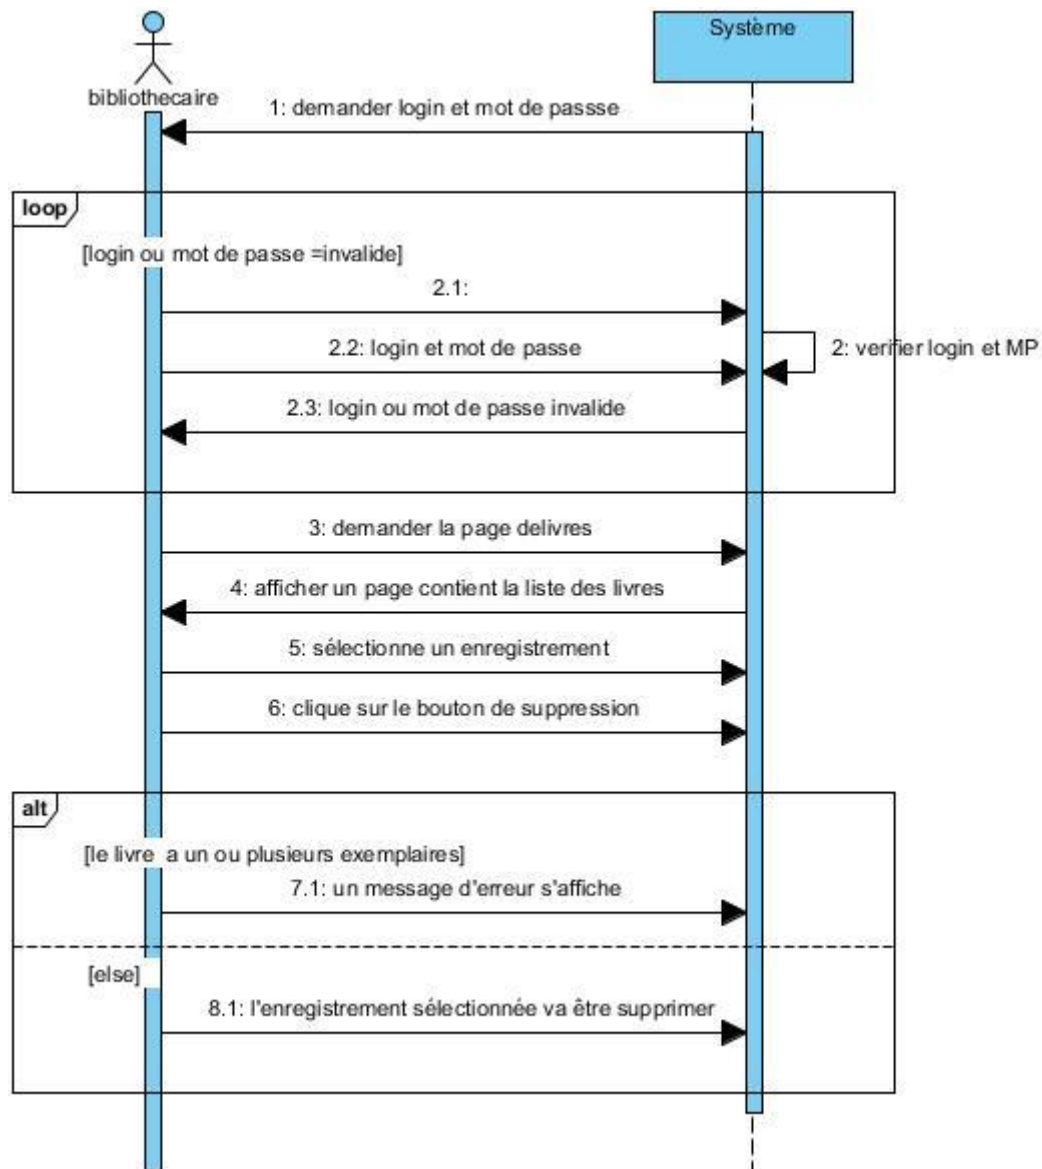 Système
bibliothecaire
1: demander login et mot de passse
loop
[login ou mot de passe =invalide]
2.1:
2.2: login et mot de passe
2: verifier login et MP
2.3: login ou mot de passe invalide
3: demander la page delivres
4: afficher un page contient la liste des livres
5: sélectionne un enregistrement
6: clique sur le bouton de suppression
alt
[le livre a un ou plusieurs exemplaires]
7.1: un message d'erreur s'affiche
[else]
8.1: l'enregistrement sélectionnée va être supprimer